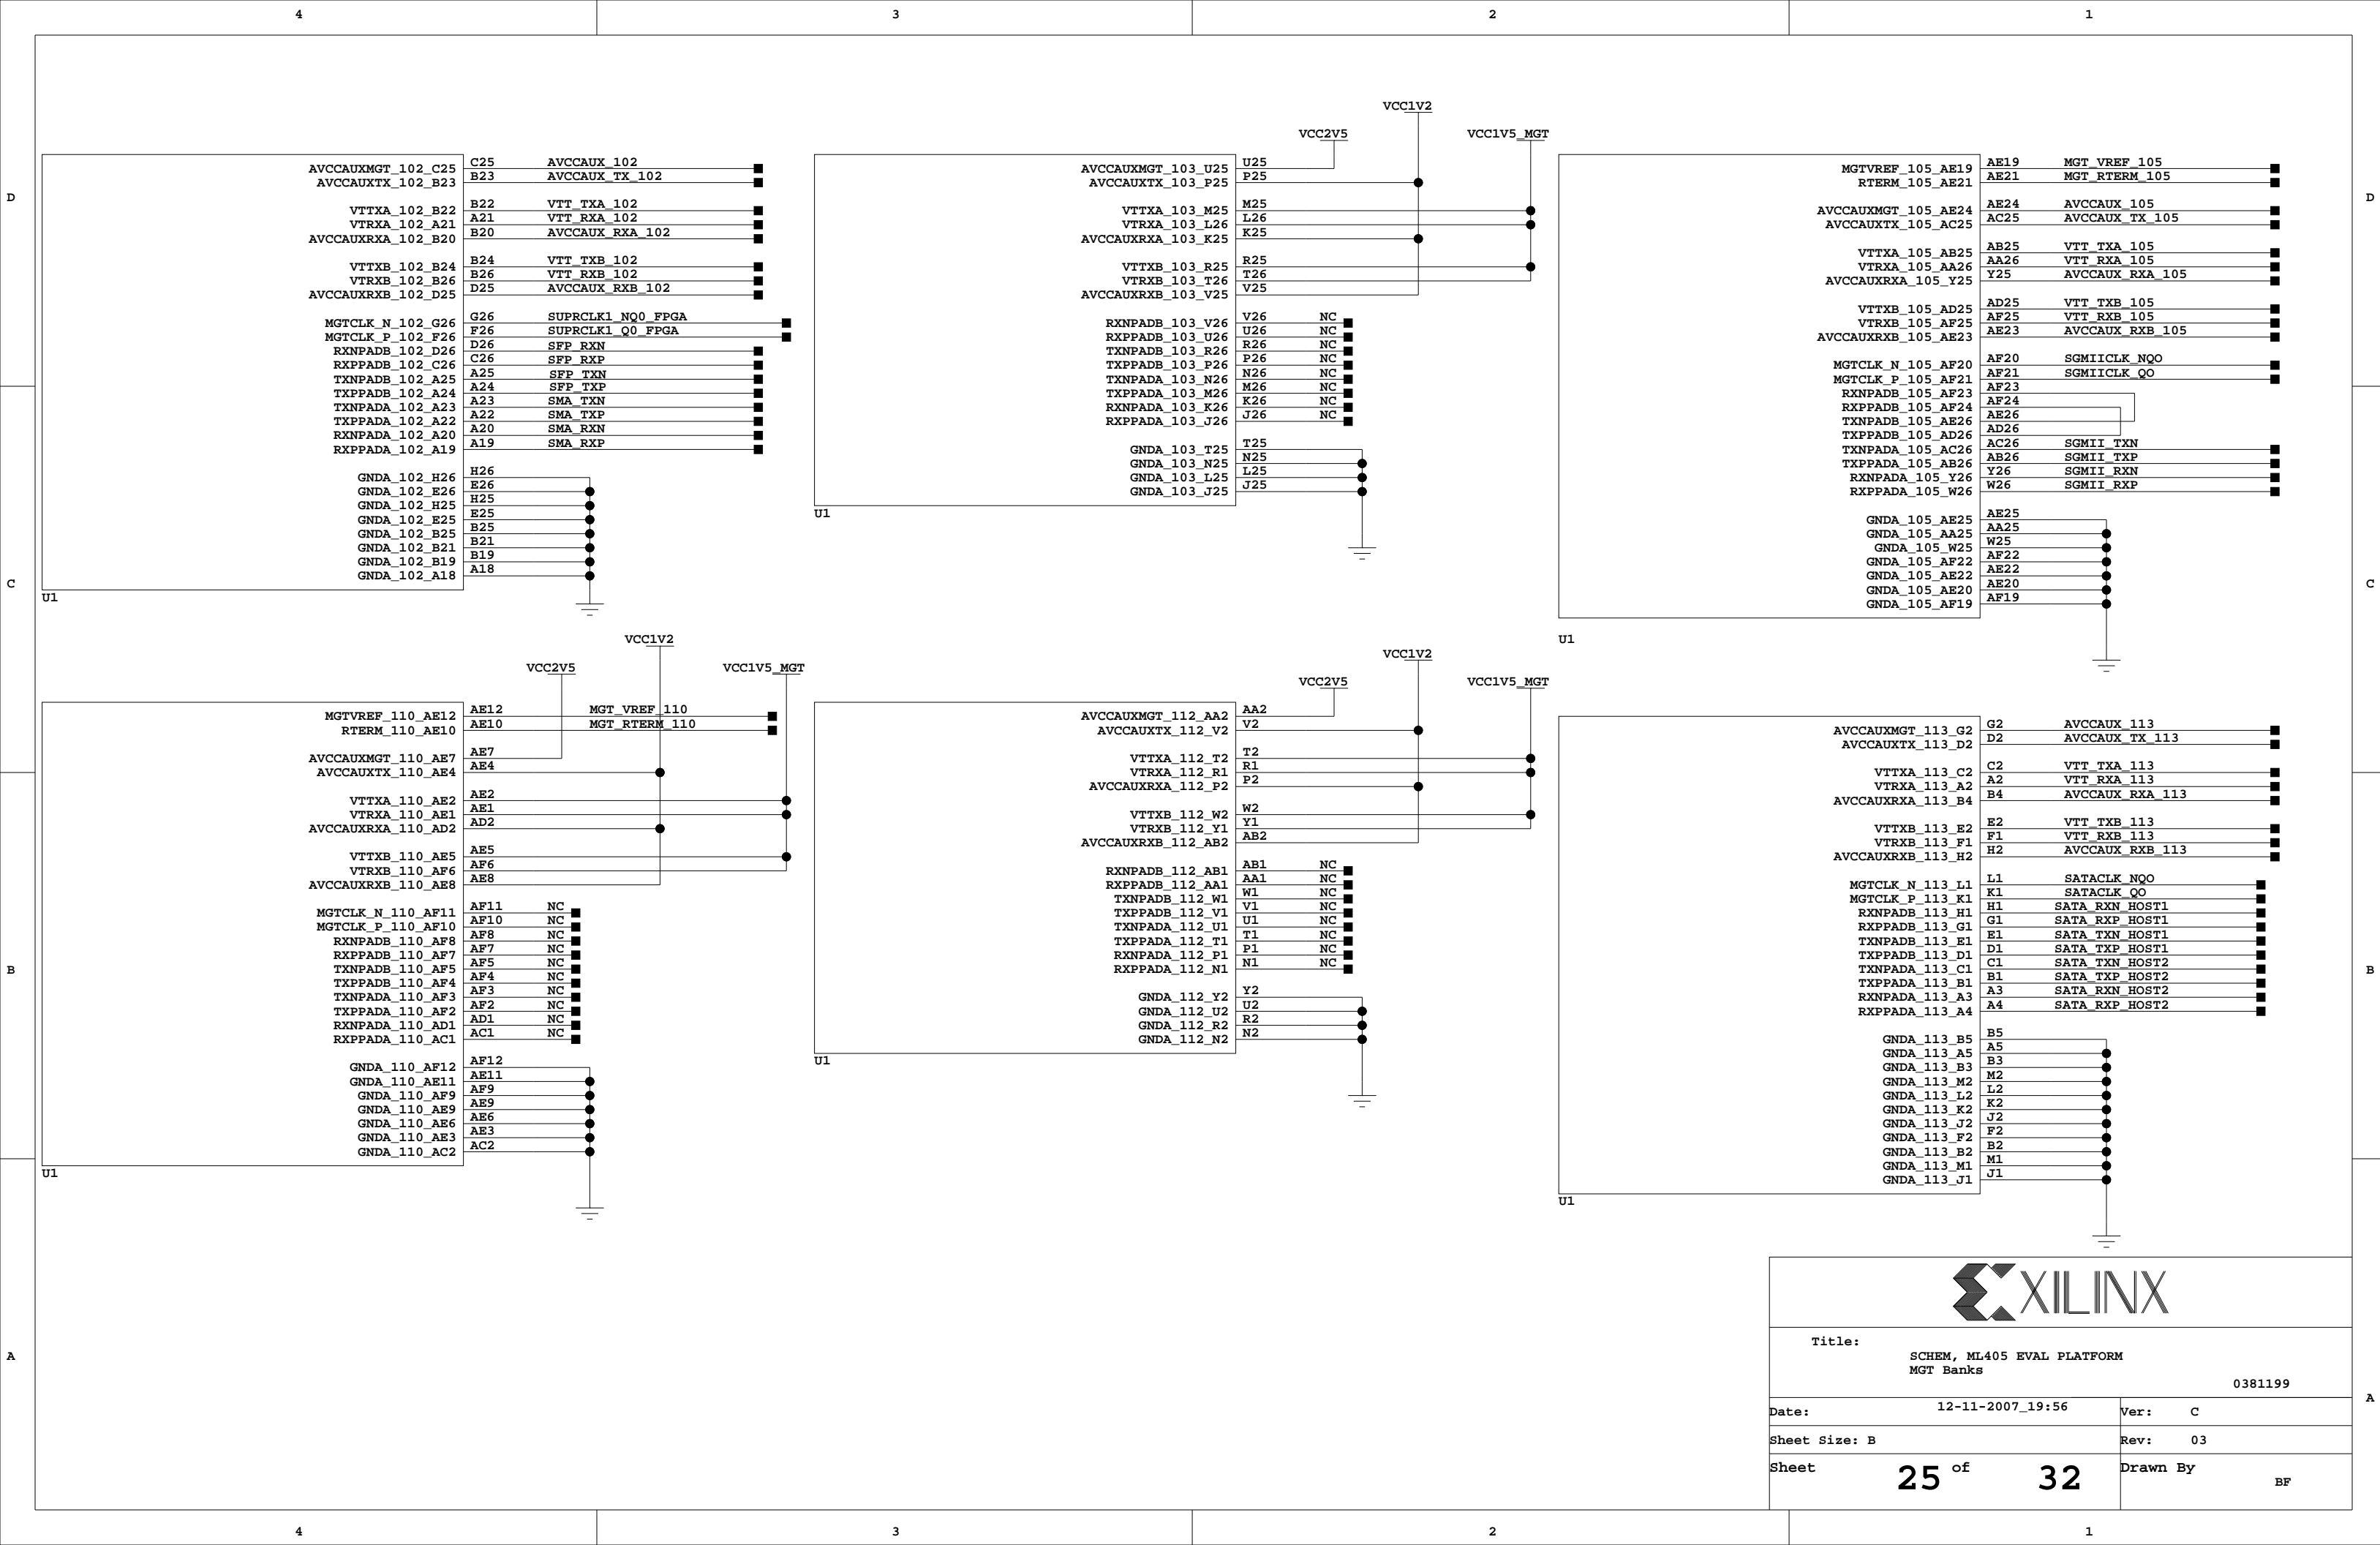 4 3 2 1
D
C
B
A
D
C
B
A
AVCCAUXMGT_102_C25 C25 AVCCAUX_102
AVCCAUXTX_102_B23 B23 AVCCAUX_TX_102
VTTXA_102_B22 B22 VTT_TXA_102
VTRXA_102_A21 A21 VTT_RXA_102
AVCCAUXRXA_102_B20 B20 AVCCAUX_RXA_102
VTTXB_102_B24 B24 VTT_TXB_102
VTRXB_102_B26 B26 VTT_RXB_102
AVCCAUXRXB_102_D25 D25 AVCCAUX_RXB_102
MGTCLK_N_102_G26 G26 SUPRCLK1_NQ0_FPGA
MGTCLK_P_102_F26 F26 SUPRCLK1_Q0_FPGA
RXNPADB_102_D26 D26 SFP_RXN
RXPPADB_102_C26 C26 SFP_RXP
TXNPADB_102_A25 A25 SFP_TXN
TXPPADB_102_A24 A24 SFP_TXP
TXNPADA_102_A23 A23 SMA_TXN
TXPPADA_102_A22 A22 SMA_TXP
RXNPADA_102_A20 A20 SMA_RXN
RXPPADA_102_A19 A19 SMA_RXP
GNDA_102_H26 H26
GNDA_102_E26 E26
GNDA_102_H25 H25
GNDA_102_E25 E25
GNDA_102_B25 B25
GNDA_102_B21 B21
GNDA_102_B19 B19
GNDA_102_A18 A18
U1
VCC1V2
VCC2V5 VCC1V5_MGT
AVCCAUXMGT_103_U25 U25
AVCCAUXTX_103_P25 P25
VTTXA_103_M25 M25
VTRXA_103_L26 L26
AVCCAUXRXA_103_K25 K25
VTTXB_103_R25 R25
VTRXB_103_T26 T26
AVCCAUXRXB_103_V25 V25
RXNPADB_103_V26 V26 NC
RXPPADB_103_U26 U26 NC
TXNPADB_103_R26 R26 NC
TXPPADB_103_P26 P26 NC
TXNPADA_103_N26 N26 NC
TXPPADA_103_M26 M26 NC
RXNPADA_103_K26 K26 NC
RXPPADA_103_J26 J26 NC
GNDA_103_T25 T25
GNDA_103_N25 N25
GNDA_103_L25 L25
GNDA_103_J25 J25
U1
MGTVREF_105_AE19 AE19 MGT_VREF_105
RTERM_105_AE21 AE21 MGT_RTERM_105
AVCCAUXMGT_105_AE24 AE24 AVCCAUX_105
AVCCAUXTX_105_AC25 AC25 AVCCAUX_TX_105
VTTXA_105_AB25 AB25 VTT_TXA_105
VTRXA_105_AA26 AA26 VTT_RXA_105
AVCCAUXRXA_105_Y25 Y25 AVCCAUX_RXA_105
VTTXB_105_AD25 AD25 VTT_TXB_105
VTRXB_105_AF25 AF25 VTT_RXB_105
AVCCAUXRXB_105_AE23 AE23 AVCCAUX_RXB_105
MGTCLK_N_105_AF20 AF20 SGMIICLK_NQO
MGTCLK_P_105_AF21 AF21 SGMIICLK_QO
RXNPADB_105_AF23 AF23
RXPPADB_105_AF24 AF24
TXNPADB_105_AE26 AE26
TXPPADB_105_AD26 AD26
TXNPADA_105_AC26 AC26 SGMII_TXN
TXPPADA_105_AB26 AB26 SGMII_TXP
RXNPADA_105_Y26 Y26 SGMII_RXN
RXPPADA_105_W26 W26 SGMII_RXP
GNDA_105_AE25 AE25
GNDA_105_AA25 AA25
GNDA_105_W25 W25
GNDA_105_AF22 AF22
GNDA_105_AE22 AE22
GNDA_105_AE20 AE20
GNDA_105_AF19 AF19
U1
VCC1V2
VCC2V5 VCC1V5_MGT
MGTVREF_110_AE12 AE12 MGT_VREF_110
RTERM_110_AE10 AE10 MGT_RTERM_110
AVCCAUXMGT_110_AE7 AE7
AVCCAUXTX_110_AE4 AE4
VTTXA_110_AE2 AE2
VTRXA_110_AE1 AE1
AVCCAUXRXA_110_AD2 AD2
VTTXB_110_AE5 AE5
VTRXB_110_AF6 AF6
AVCCAUXRXB_110_AE8 AE8
MGTCLK_N_110_AF11 AF11 NC
MGTCLK_P_110_AF10 AF10 NC
RXNPADB_110_AF8 AF8 NC
RXPPADB_110_AF7 AF7 NC
TXNPADB_110_AF5 AF5 NC
TXPPADB_110_AF4 AF4 NC
TXNPADA_110_AF3 AF3 NC
TXPPADA_110_AF2 AF2 NC
RXNPADA_110_AD1 AD1 NC
RXPPADA_110_AC1 AC1 NC
GNDA_110_AF12 AF12
GNDA_110_AE11 AE11
GNDA_110_AF9 AF9
GNDA_110_AE9 AE9
GNDA_110_AE6 AE6
GNDA_110_AE3 AE3
GNDA_110_AC2 AC2
U1
VCC1V2
VCC2V5 VCC1V5_MGT
AVCCAUXMGT_112_AA2 AA2
AVCCAUXTX_112_V2 V2
VTTXA_112_T2 T2
VTRXA_112_R1 R1
AVCCAUXRXA_112_P2 P2
VTTXB_112_W2 W2
VTRXB_112_Y1 Y1
AVCCAUXRXB_112_AB2 AB2
RXNPADB_112_AB1 AB1 NC
RXPPADB_112_AA1 AA1 NC
TXNPADB_112_W1 W1 NC
TXPPADB_112_V1 V1 NC
TXNPADA_112_U1 U1 NC
TXPPADA_112_T1 T1 NC
RXNPADA_112_P1 P1 NC
RXPPADA_112_N1 N1 NC
GNDA_112_Y2 Y2
GNDA_112_U2 U2
GNDA_112_R2 R2
GNDA_112_N2 N2
U1
AVCCAUXMGT_113_G2 G2 AVCCAUX_113
AVCCAUXTX_113_D2 D2 AVCCAUX_TX_113
VTTXA_113_C2 C2 VTT_TXA_113
VTRXA_113_A2 A2 VTT_RXA_113
AVCCAUXRXA_113_B4 B4 AVCCAUX_RXA_113
VTTXB_113_E2 E2 VTT_TXB_113
VTRXB_113_F1 F1 VTT_RXB_113
AVCCAUXRXB_113_H2 H2 AVCCAUX_RXB_113
MGTCLK_N_113_L1 L1 SATACLK_NQO
MGTCLK_P_113_K1 K1 SATACLK_QO
RXNPADB_113_H1 H1 SATA_RXN_HOST1
RXPPADB_113_G1 G1 SATA_RXP_HOST1
TXNPADB_113_E1 E1 SATA_TXN_HOST1
TXPPADB_113_D1 D1 SATA_TXP_HOST1
TXNPADA_113_C1 C1 SATA_TXN_HOST2
TXPPADA_113_B1 B1 SATA_TXP_HOST2
RXNPADA_113_A3 A3 SATA_RXN_HOST2
RXPPADA_113_A4 A4 SATA_RXP_HOST2
GNDA_113_B5 B5
GNDA_113_A5 A5
GNDA_113_B3 B3
GNDA_113_M2 M2
GNDA_113_L2 L2
GNDA_113_K2 K2
GNDA_113_J2 J2
GNDA_113_F2 F2
GNDA_113_B2 B2
GNDA_113_M1 M1
GNDA_113_J1 J1
U1
XILINX
Title:
SCHEM, ML405 EVAL PLATFORM
MGT Banks
0381199
Date: 12-11-2007_19:56 Ver: C
Sheet Size: B Rev: 03
Sheet 25 of 32 Drawn By
BF
4 3 2 1